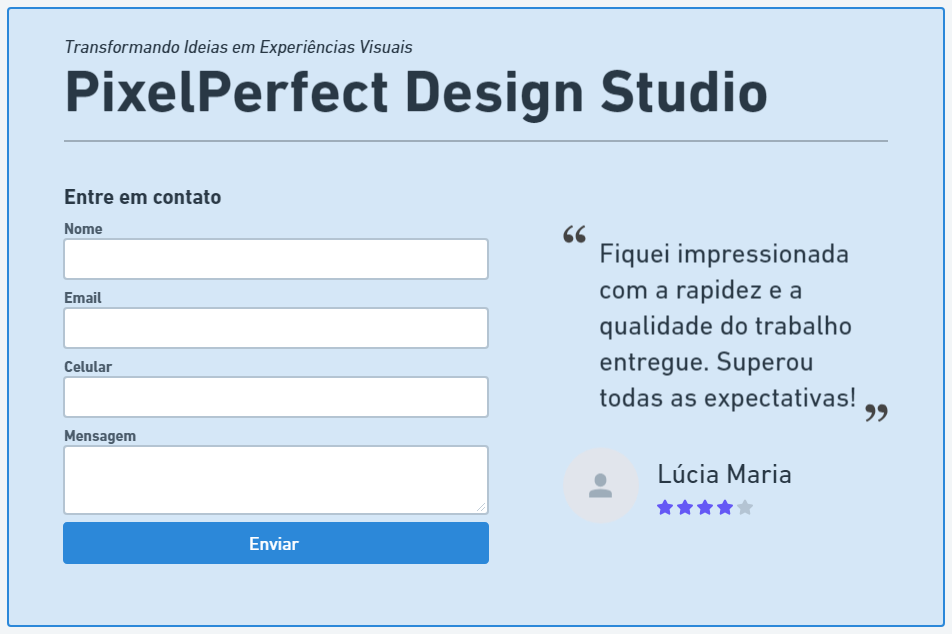 Transformando Ideias em Experiências Visuais
PixelPerfect Design Studio
Entre em contato
Nome
Email
Celular
Mensagem
Enviar
“ Fiquei impressionada
com a rapidez e a
qualidade do trabalho
entregue. Superou
todas as expectativas! ”
Lúcia Maria